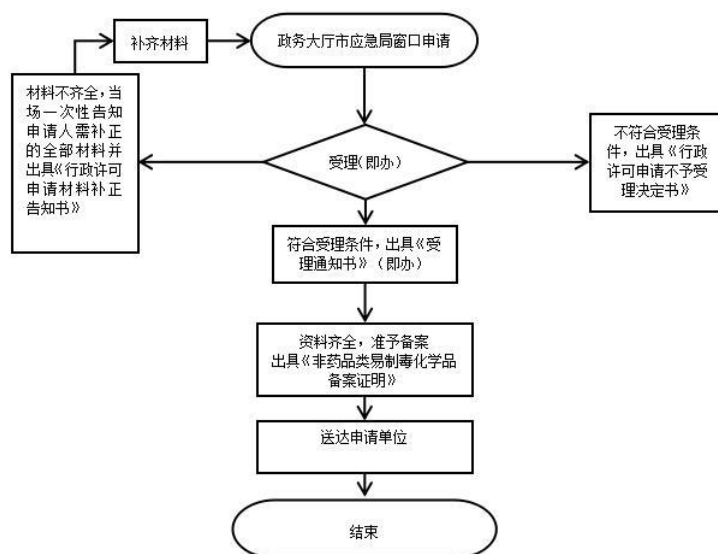 补齐材料
政务大厅市应急局窗口申请
材料不齐全，当
场一次性告知
申请人需补正
的全部材料并
出具《行政许可
申请材料补正
告知书》
受理（即办）
不符合受理条
件，出具《行政
许可申请不予受
理决定书》
符合受理条件，出具《受
理通知书》（即办）
资料齐全，准予备案
出具《非药品类易制毒化学品
备案证明》
送达申请单位
结束